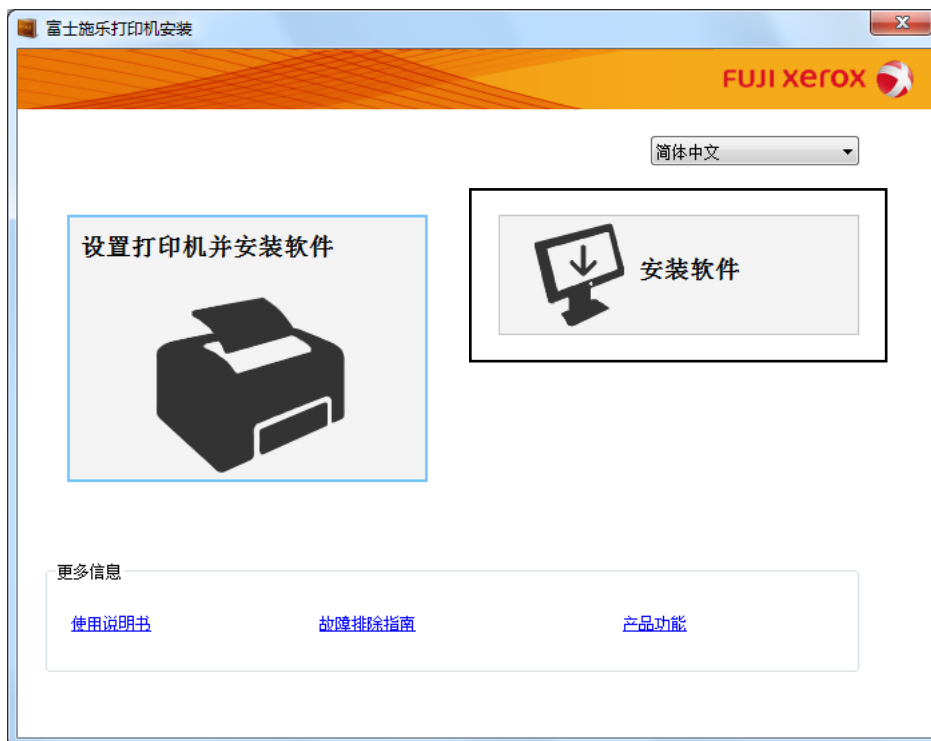 富士施乐打印机安装
FUJI xerox
简体中文
设置打印机并安装软件
安装软件
更多信息
使用说明书
故障排除指南
产品功能